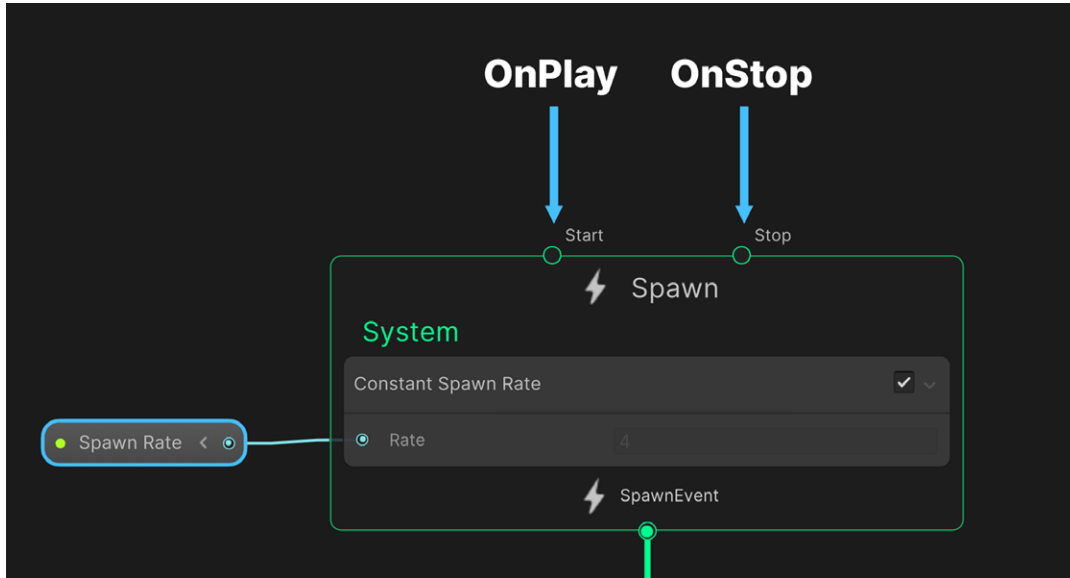 OnPlay OnStop
Start Stop
Spawn
System
Constant Spawn Rate
Spawn Rate
Rate 4
SpawnEvent